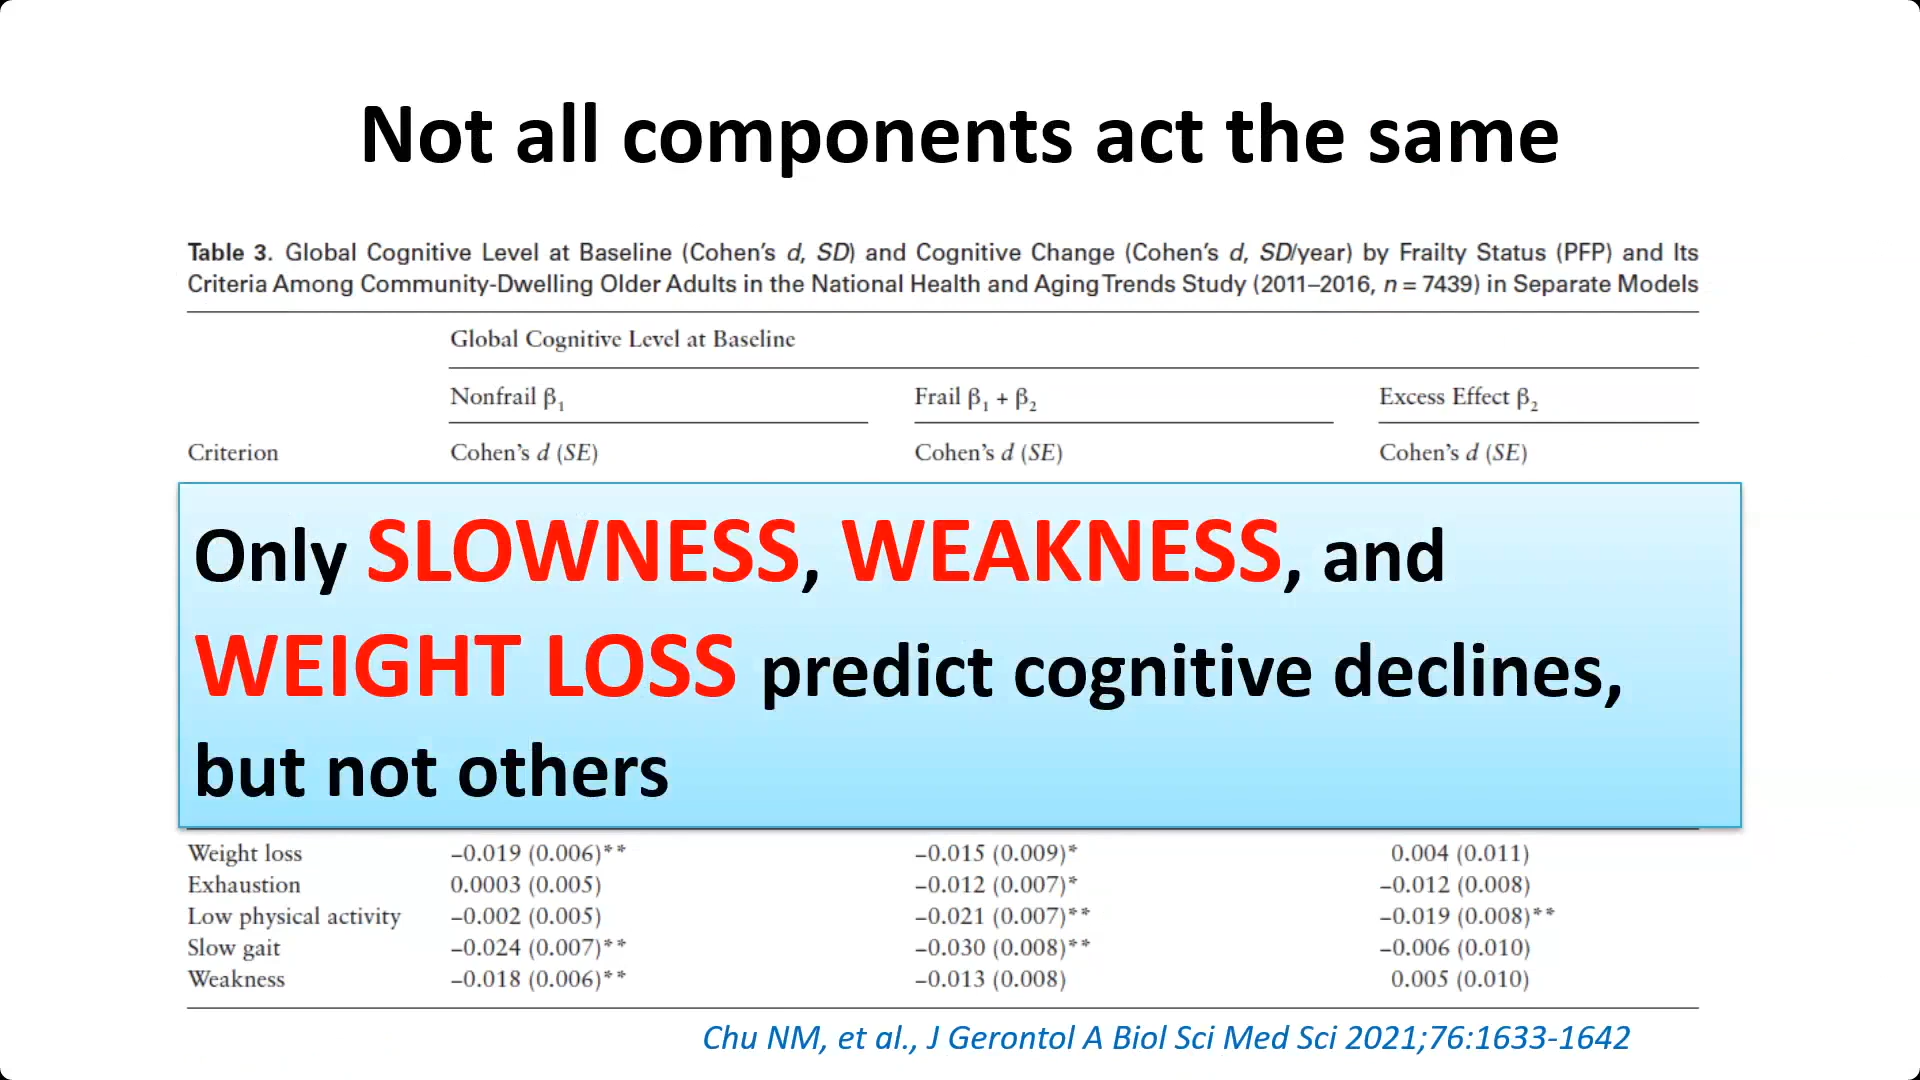 Not all components act the same
Table 3. Global Cognitive Level at Baseline (Cohen's d, SD) and Cognitive Change (Cohen's d, SD/year) by Frailty Status (PFP) and Its
Criteria Among Community-Dwelling Older Adults in the National Health and Aging Trends Study (2011–2016, n = 7439) in Separate Models
Global Cognitive Level at Baseline
Nonfrail β₁ Frail β₁ + β₂ Excess Effect β₂
Criterion Cohen's d (SE) Cohen's d (SE) Cohen's d (SE)
Only SLOWNESS, WEAKNESS, and
WEIGHT LOSS predict cognitive declines,
but not others
Weight loss –0.019 (0.006)** –0.015 (0.009)* 0.004 (0.011)
Exhaustion 0.0003 (0.005) –0.012 (0.007)* –0.012 (0.008)
Low physical activity –0.002 (0.005) –0.021 (0.007)** –0.019 (0.008)**
Slow gait –0.024 (0.007)** –0.030 (0.008)** –0.006 (0.010)
Weakness –0.018 (0.006)** –0.013 (0.008) 0.005 (0.010)
Chu NM, et al., J Gerontol A Biol Sci Med Sci 2021;76:1633-1642